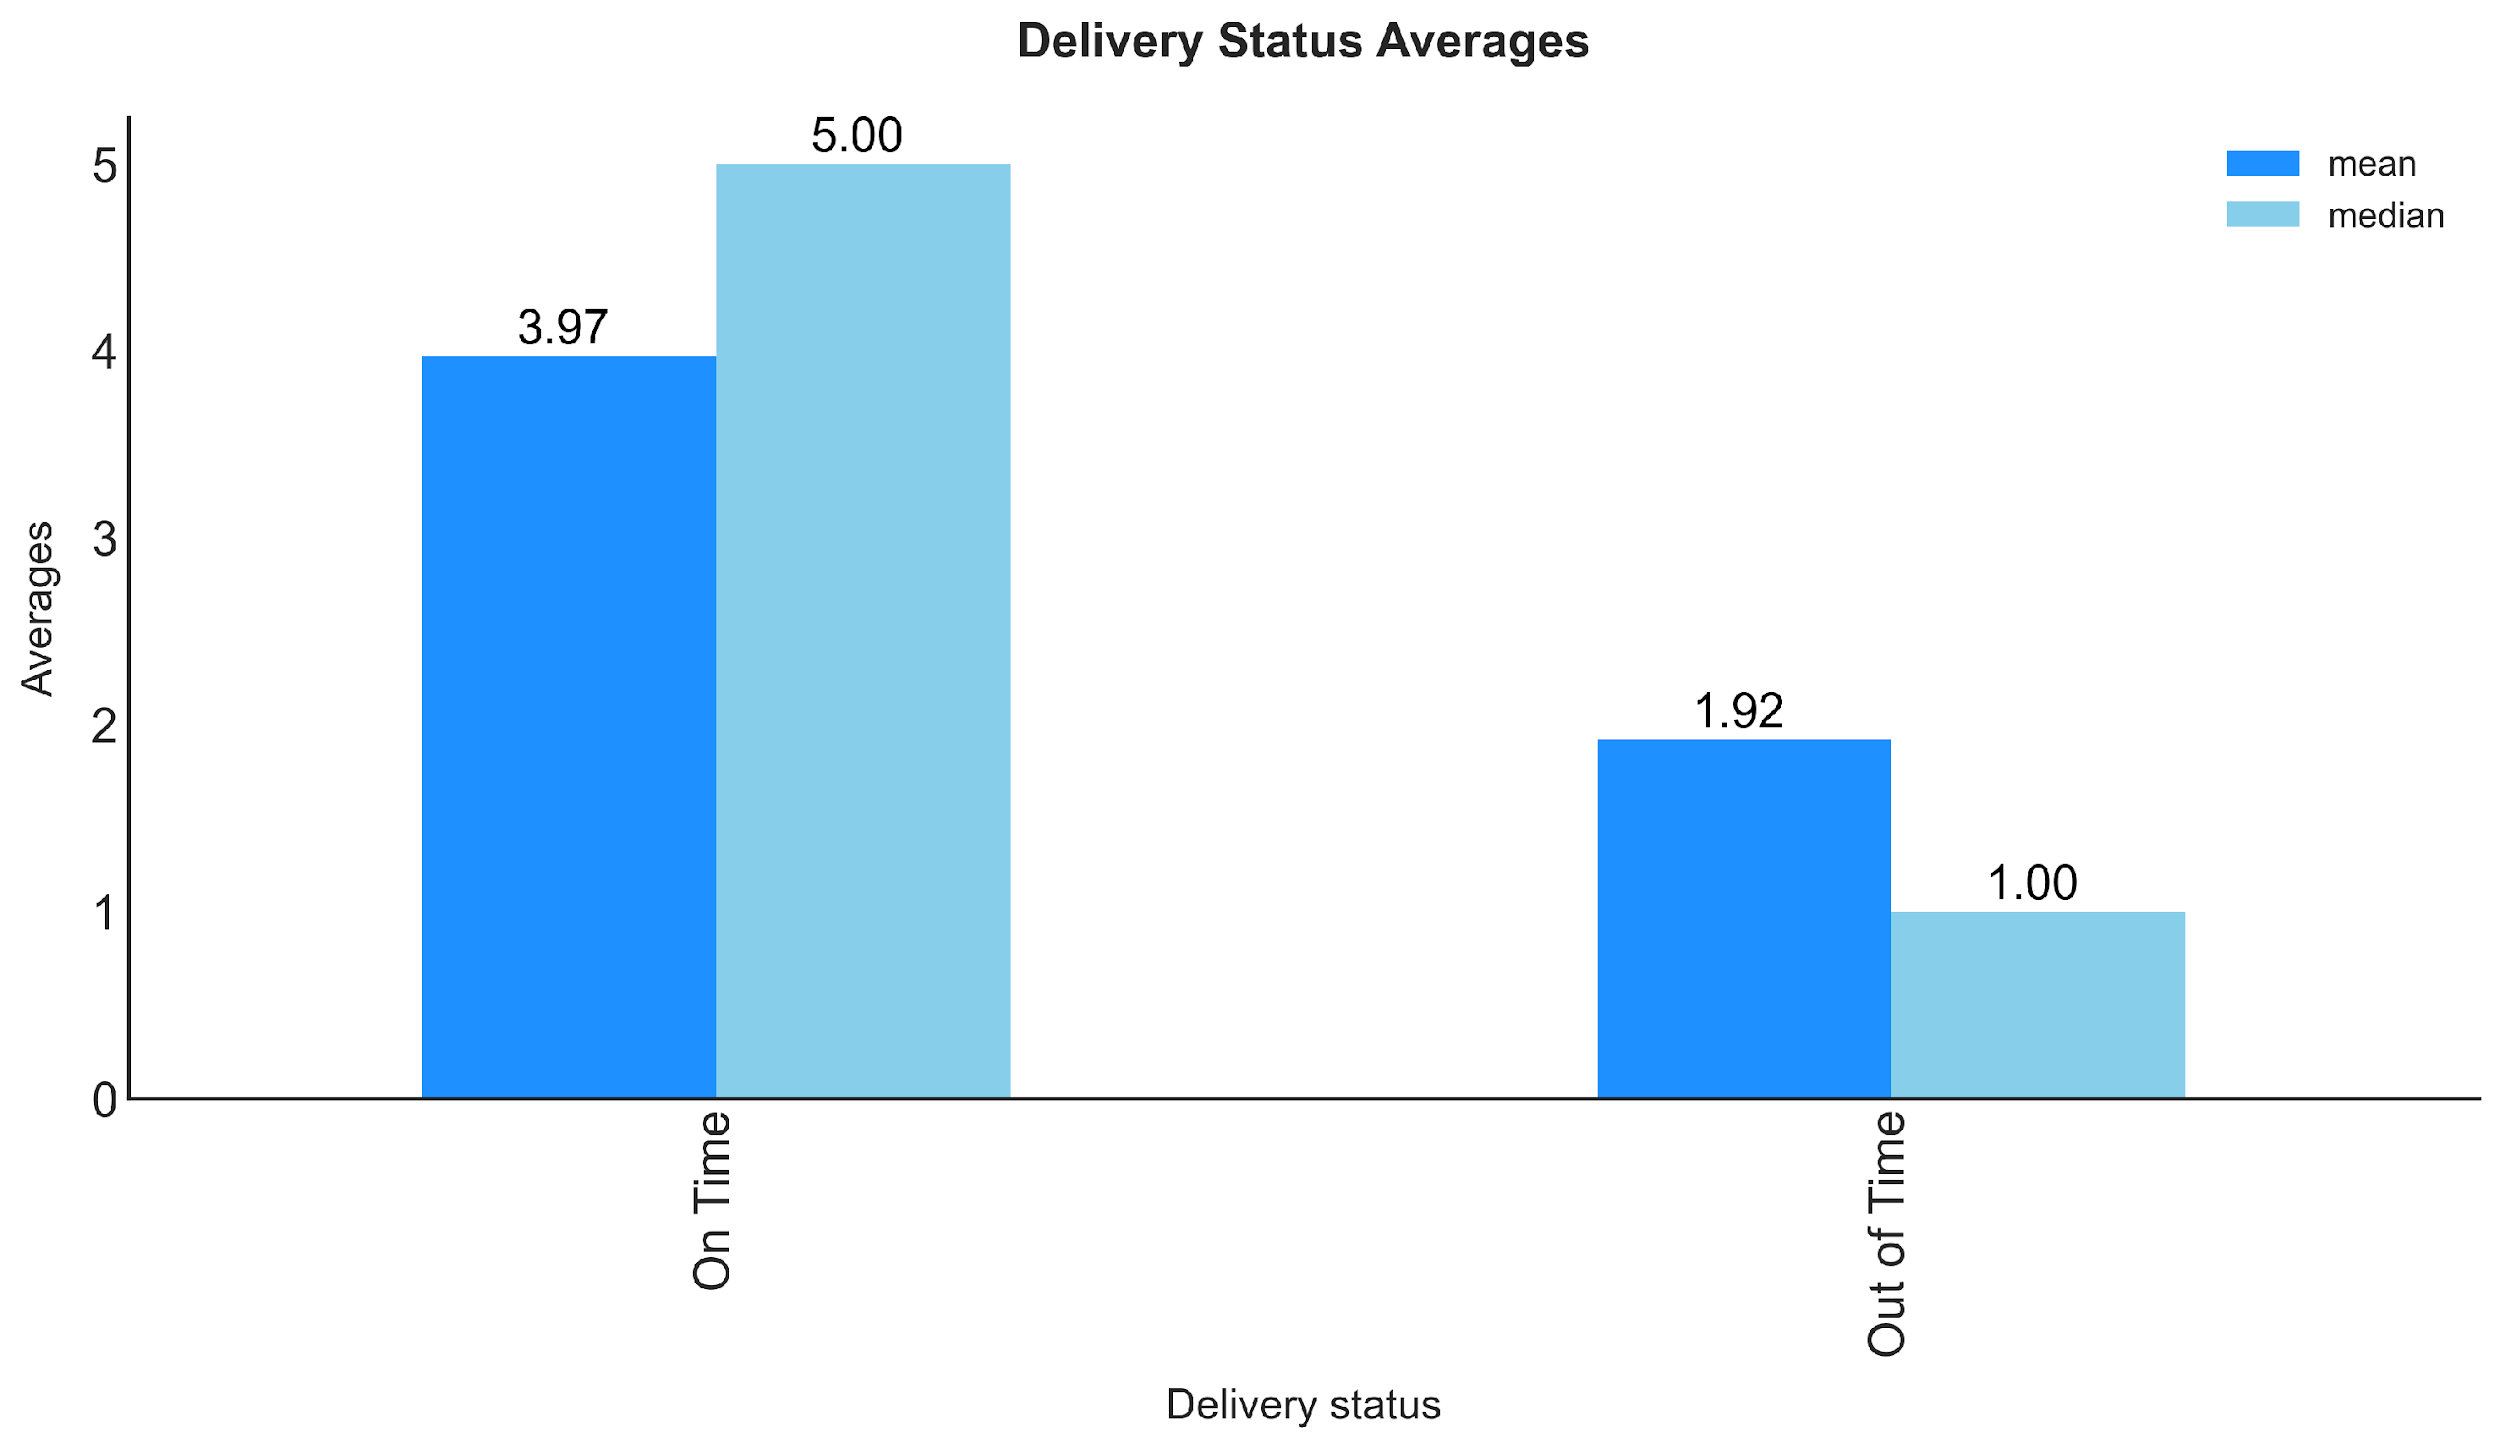 Delivery Status Averages
mean
median
Averages
5
4
3
2
1
0
3.97
5.00
1.92
1.00
On Time
Out of Time
Delivery status